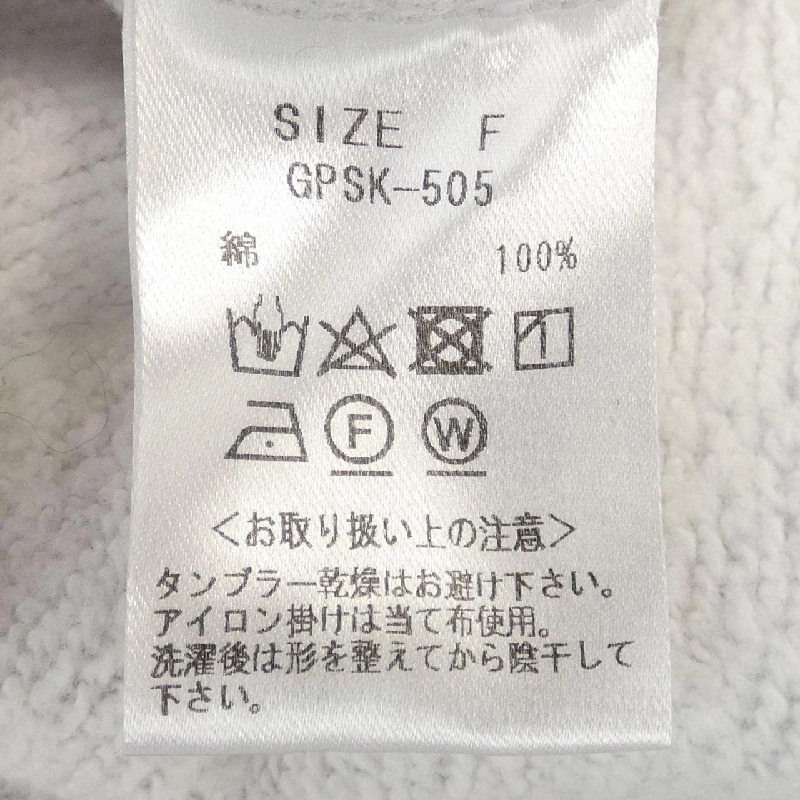 SIZE F
GPSK-505
綿 100%
F W
<お取り扱い上の注意>
タンブラー乾燥はお避け下さい。
アイロン掛けは当て布使用。
洗濯後は形を整えてから陰干して
下さい。